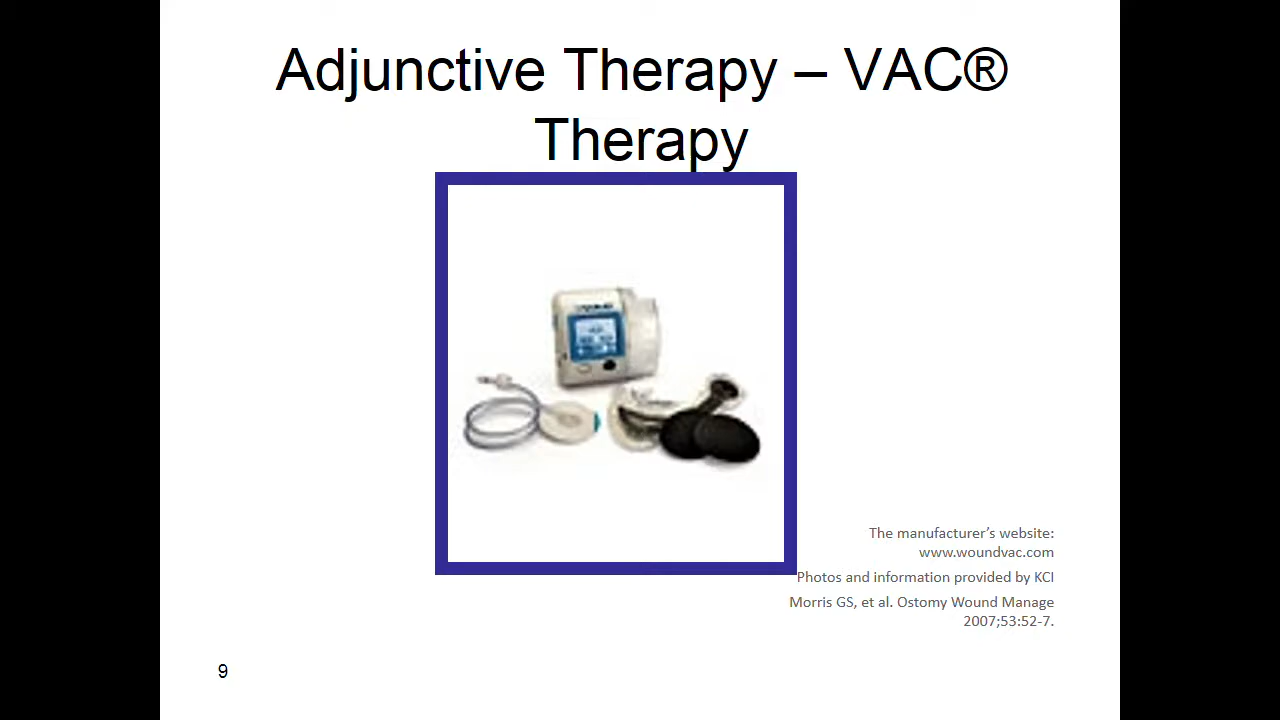 Adjunctive Therapy – VAC®
Therapy
The manufacturer’s website:
www.woundvac.com
Photos and information provided by KCI
Morris GS, et al. Ostomy Wound Manage
2007;53:52-7.
9